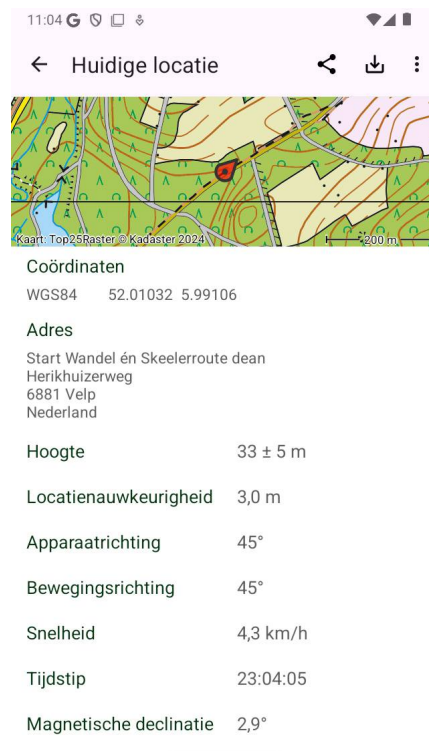 11:04
Huidige locatie
Kaart: Top25Raster © Kadaster 2024
200 m
Coördinaten
WGS84 52.01032 5.99106
Adres
Start Wandel én Skeelerroute dean
Herikhuizerweg
6881 Velp
Nederland
Hoogte 33 ± 5 m
Locatienauwkeurigheid 3,0 m
Apparaatrichting 45°
Bewegingsrichting 45°
Snelheid 4,3 km/h
Tijdstip 23:04:05
Magnetische declinatie 2,9°